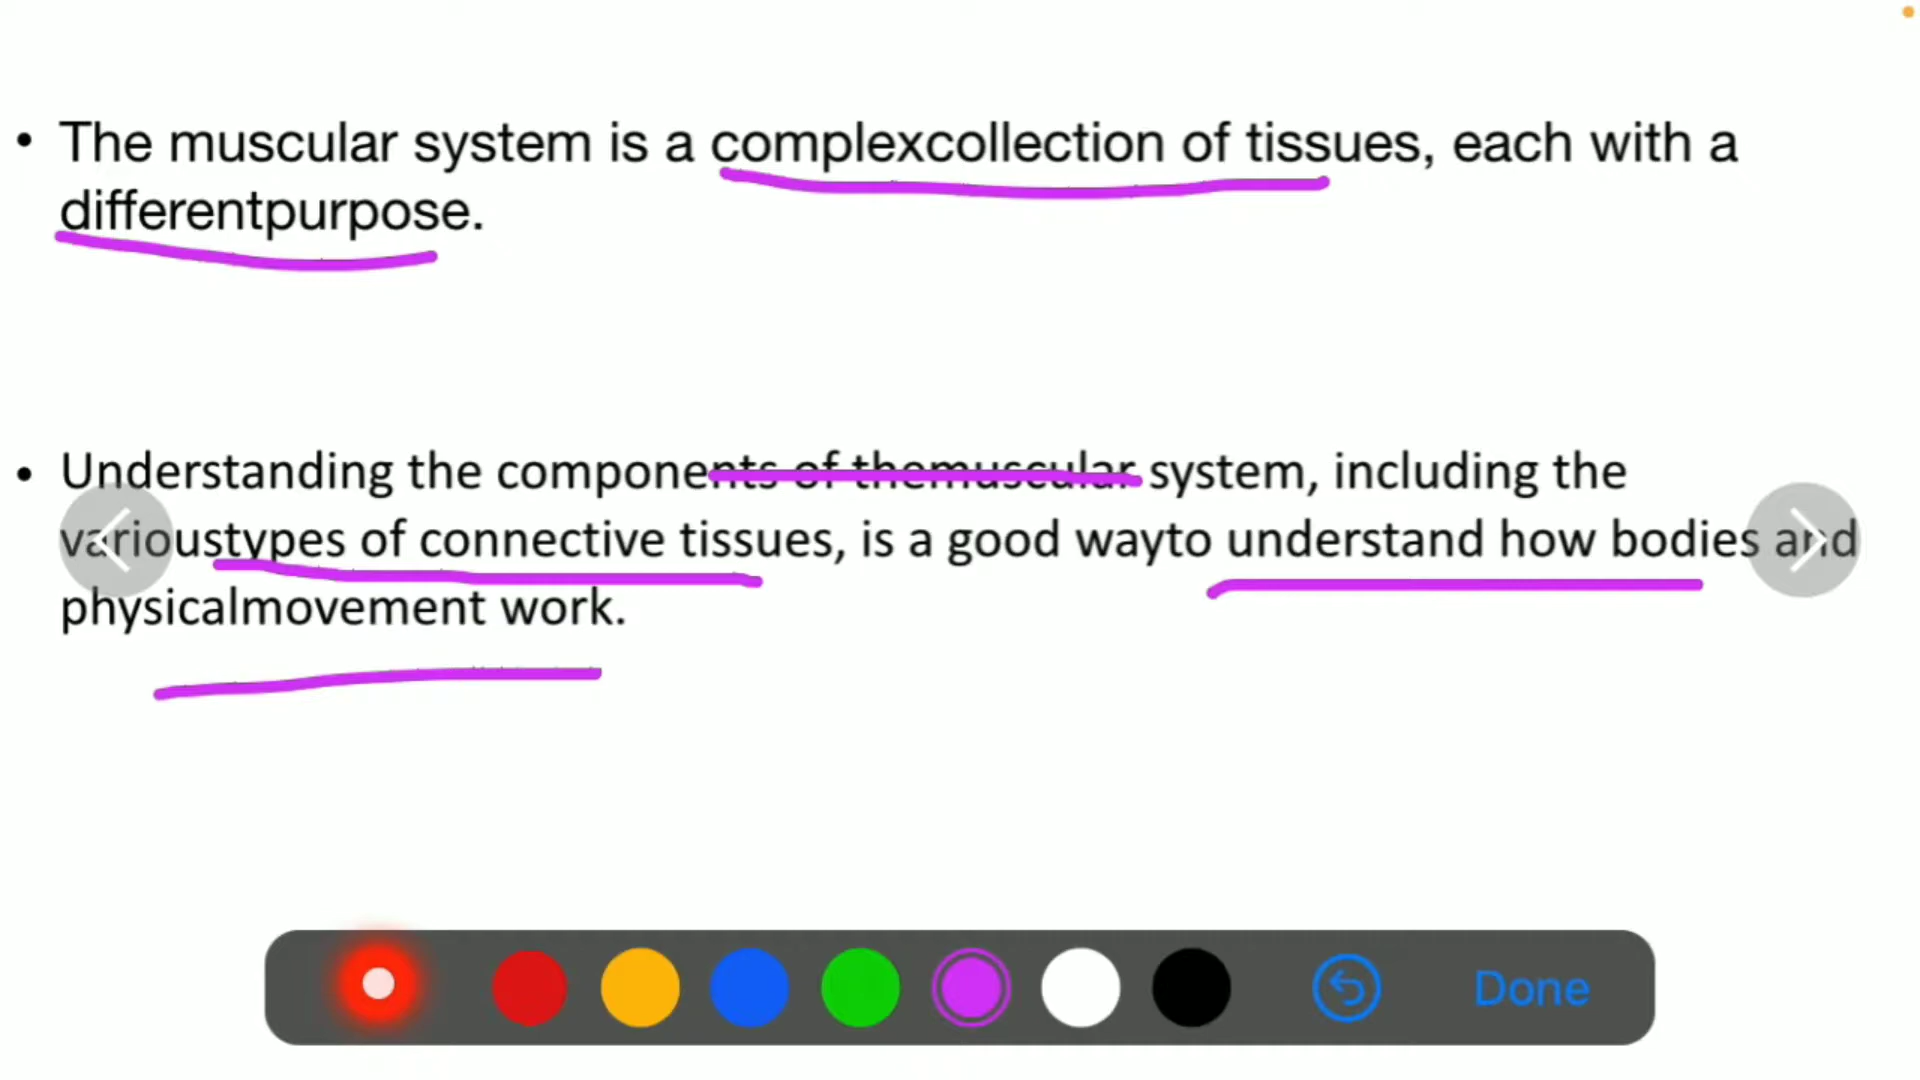 • The muscular system is a complexcollection of tissues, each with a
differentpurpose.
• Understanding the components of themuscular system, including the
varioustypes of connective tissues, is a good wayto understand how bodies and
physicalmovement work.
Done